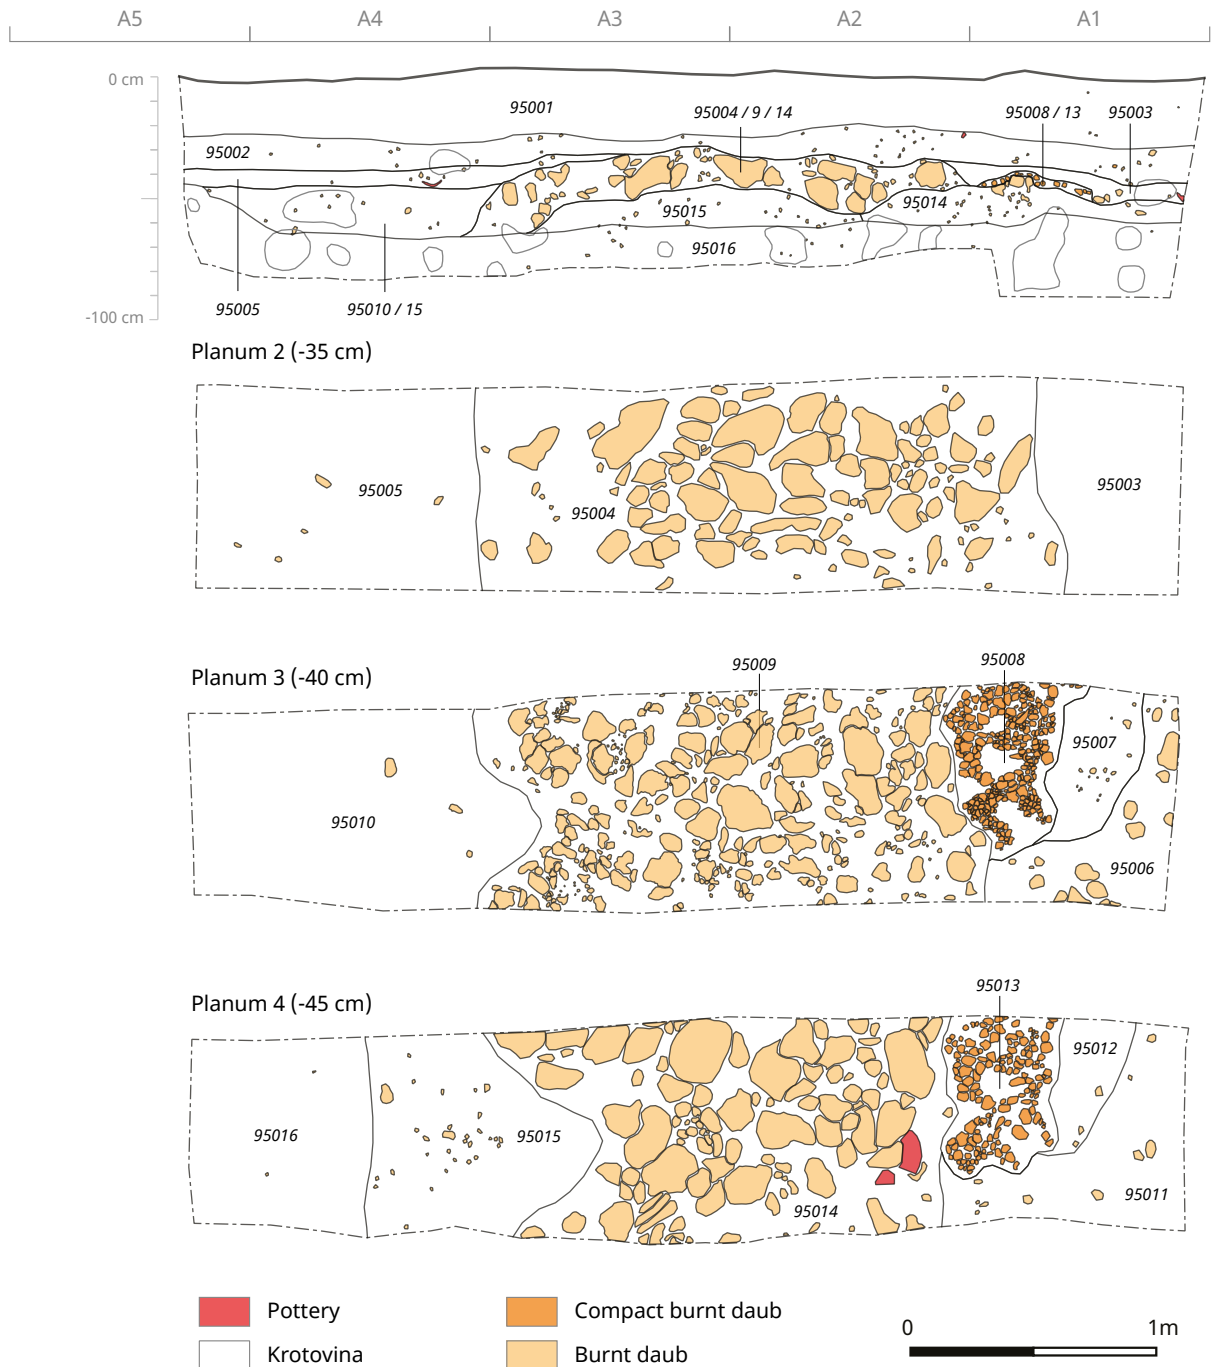 A5 A4 A3 A2 A1
0 cm
95001 95004 / 9 / 14 95008 / 13 95003
95002
95015 95014
95016
95005 95010 / 15
-100 cm
Planum 2 (-35 cm)
95005 95004 95003
Planum 3 (-40 cm)
95009 95008
95007
95010
95006
Planum 4 (-45 cm)
95013
95012
95016 95015
95014 95011
Pottery Compact burnt daub
Krotovina Burnt daub
0 1m